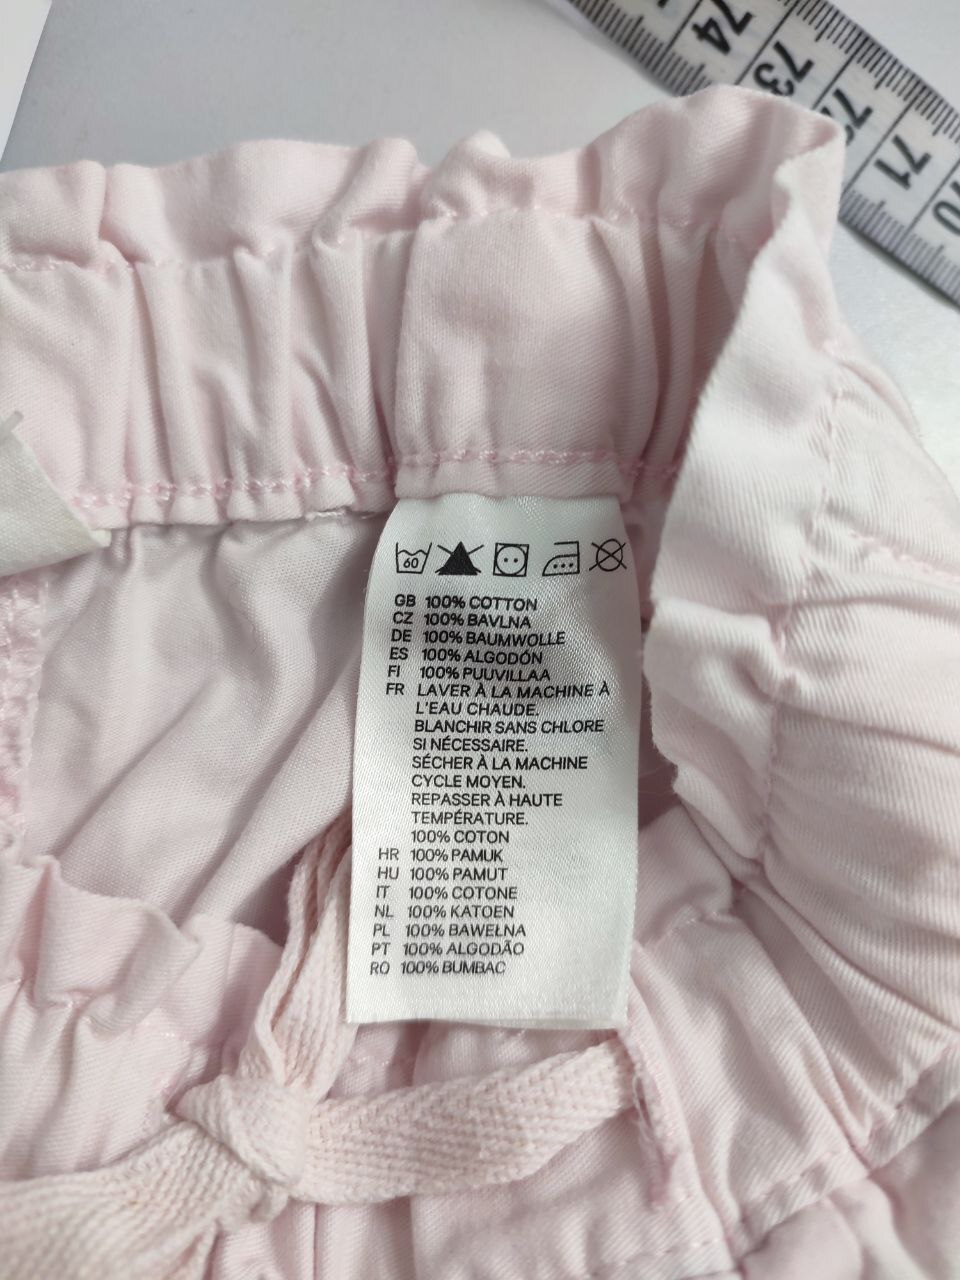 74
73
72
71
70
60
GB 100% COTTON
CZ 100% BAVLNA
DE 100% BAUMWOLLE
ES 100% ALGODÓN
FI 100% PUUVILLAA
FR LAVER À LA MACHINE À
L'EAU CHAUDE.
BLANCHIR SANS CHLORE
SI NÉCESSAIRE.
SÉCHER À LA MACHINE
CYCLE MOYEN.
REPASSER À HAUTE
TEMPÉRATURE.
100% COTON
HR 100% PAMUK
HU 100% PAMUT
IT 100% COTONE
NL 100% KATOEN
PL 100% BAWEŁNA
PT 100% ALGODÃO
RO 100% BUMBAC